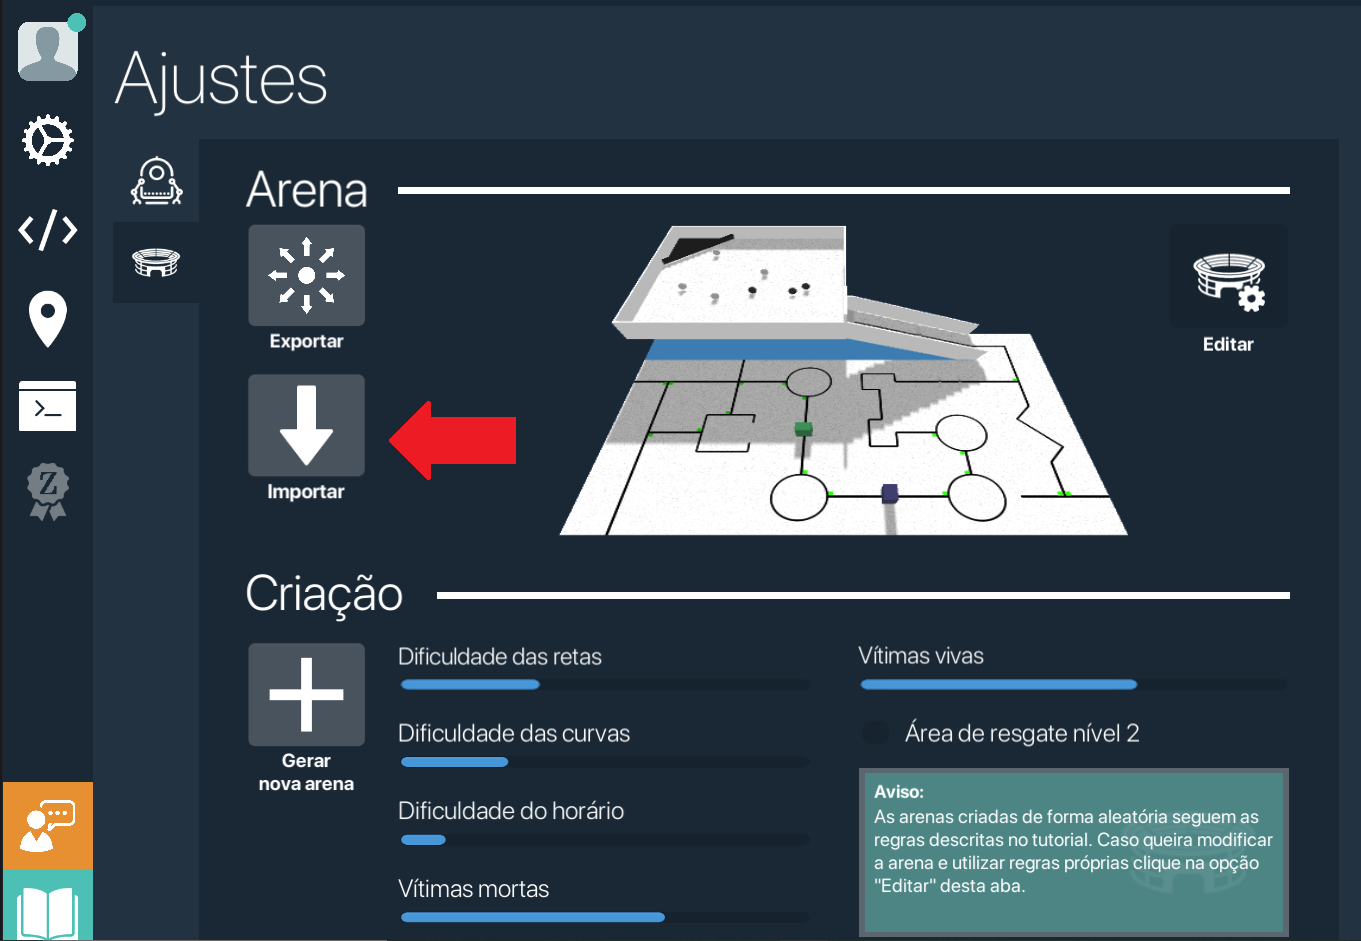 Ajustes
Arena
Exportar
Editar
Importar
Criação
Gerar
nova arena
Dificuldade das retas
Dificuldade das curvas
Dificuldade do horário
Vítimas mortas
Vítimas vivas
Área de resgate nível 2
Aviso:
As arenas criadas de forma aleatória seguem as
regras descritas no tutorial. Caso queira modificar
a arena e utilizar regras próprias clique na opção
"Editar" desta aba.